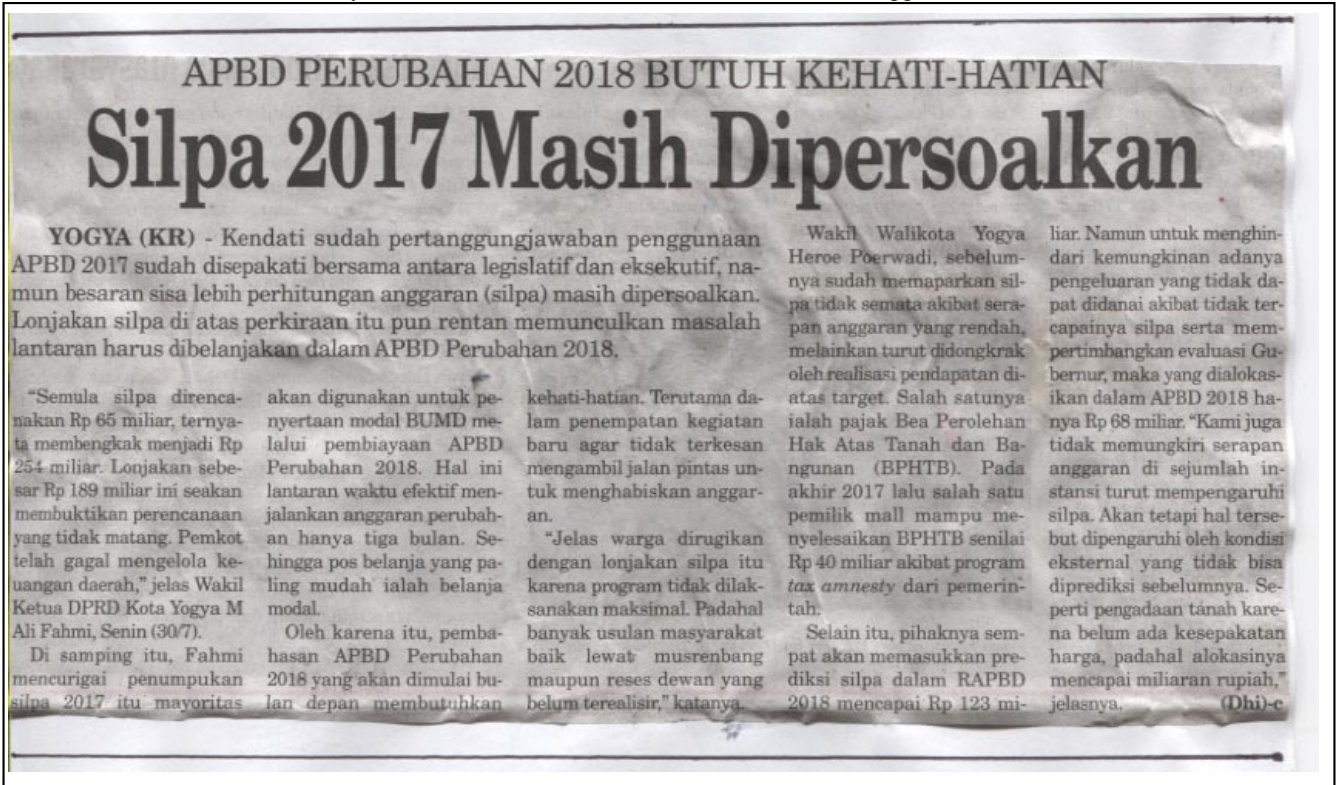 APBD PERUBAHAN 2018 BUTUH KEHATI-HATIAN
Silpa 2017 Masih Dipersoalkan
YOGYA (KR) - Kendati sudah pertanggungjawaban penggunaan
APBD 2017 sudah disepakati bersama antara legislatif dan eksekutif, na-
mun besaran sisa lebih perhitungan anggaran (silpa) masih dipersoalkan.
Lonjakan silpa di atas perkiraan itu pun rentan memunculkan masalah
lantaran harus dibelanjakan dalam APBD Perubahan 2018.
"Semula silpa direnca-
nakan Rp 65 miliar, ternya-
ta membengkak menjadi Rp
254 miliar. Lonjakan sebe-
sar Rp 189 miliar ini seakan
membuktikan perencanaan
yang tidak matang. Pemkot
telah gagal mengelola ke-
uangan daerah," jelas Wakil
Ketua DPRD Kota Yogya M
Ali Fahmi, Senin (30/7).
Di samping itu, Fahmi
mencurigai penumpukan
silpa 2017 itu mayoritas
akan digunakan untuk pe-
nyertaan modal BUMD me-
lalui pembiayaan APBD
Perubahan 2018. Hal ini
lantaran waktu efektif men-
jalankan anggaran perubah-
an hanya tiga bulan. Se-
hingga pos belanja yang pa-
ling mudah ialah belanja
modal.
Oleh karena itu, pemba-
hasan APBD Perubahan
2018 yang akan dimulai bu-
lan depan membutuhkan
kehati-hatian. Terutama da-
lam penempatan kegiatan
baru agar tidak terkesan
mengambil jalan pintas un-
tuk menghabiskan anggar-
an.
"Jelas warga dirugikan
dengan lonjakan silpa itu
karena program tidak dilak-
sanakan maksimal. Padahal
banyak usulan masyarakat
baik lewat musrenbang
maupun reses dewan yang
belum terealisir," katanya.
Wakil Walikota Yogya
Heroe Poerwadi, sebelum-
nya sudah memaparkan sil-
pa tidak semata akibat sera-
pan anggaran yang rendah,
melainkan turut didongkrak
oleh realisasi pendapatan di-
atas target. Salah satunya
ialah pajak Bea Perolehan
Hak Atas Tanah dan Ba-
ngunan (BPHTB). Pada
akhir 2017 lalu salah satu
pemilik mall mampu me-
nyelesaikan BPHTB senilai
Rp 40 miliar akibat program
tax amnesty dari pemerin-
tah.
Selain itu, pihaknya sem-
pat akan memasukkan pre-
diksi silpa dalam RAPBD
2018 mencapai Rp 123 mi-
liar. Namun untuk menghin-
dari kemungkinan adanya
pengeluaran yang tidak da-
pat didanai akibat tidak ter-
capainya silpa serta mem-
pertimbangkan evaluasi Gu-
bernur, maka yang dialokas-
ikan dalam APBD 2018 ha-
nya Rp 68 miliar. "Kami juga
tidak memungkiri serapan
anggaran di sejumlah in-
stansi turut mempengaruhi
silpa. Akan tetapi hal terse-
but dipengaruhi oleh kondisi
eksternal yang tidak bisa
diprediksi sebelumnya. Se-
perti pengadaan tanah kare-
na belum ada kesepakatan
harga, padahal alokasinya
mencapai miliaran rupiah,"
jelasnya. (Dhi)-c